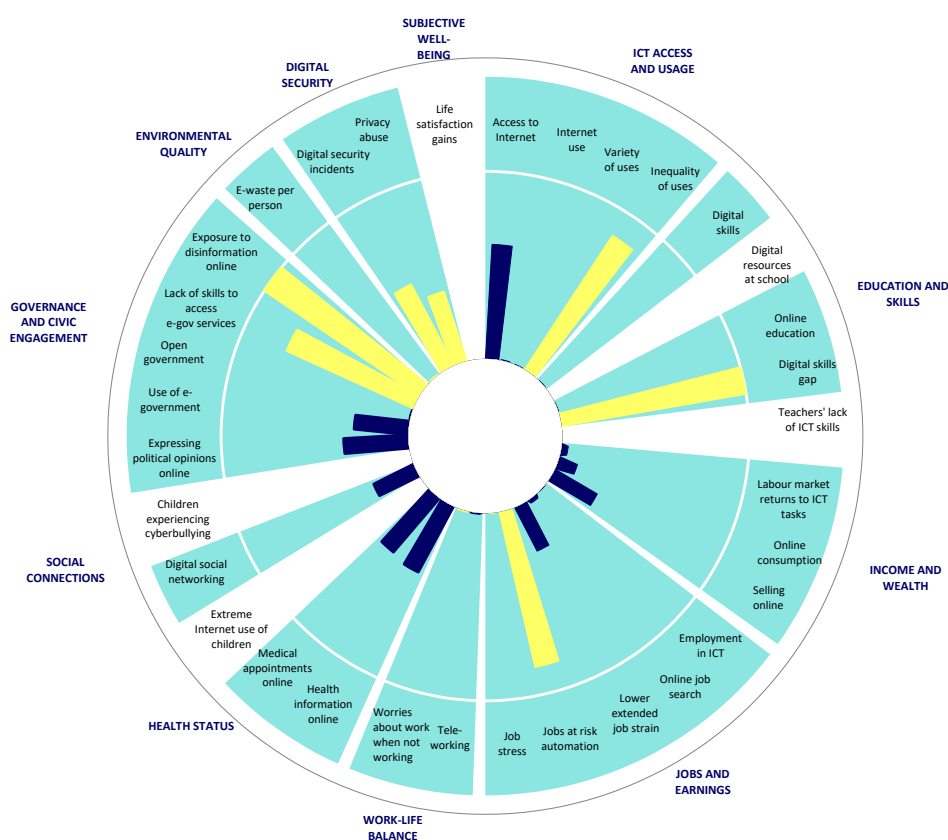 SUBJECTIVE
WELL-
BEING
ICT ACCESS
AND USAGE
DIGITAL
SECURITY
ENVIRONMENTAL
QUALITY
GOVERNANCE
AND CIVIC
ENGAGEMENT
SOCIAL
CONNECTIONS
HEALTH STATUS
WORK-LIFE
BALANCE
JOBS AND
EARNINGS
INCOME AND
WEALTH
EDUCATION AND
SKILLS
Life
satisfaction
gains
Access to
Internet
Internet
use
Variety
of uses
Inequality
of uses
Digital
skills
Digital
resources
at school
Online
education
Digital skills
gap
Teachers' lack
of ICT skills
Labour market
returns to ICT
tasks
Online
consumption
Selling
online
Employment
in ICT
Online job
search
Lower
extended
job strain
Jobs at risk
automation
Job
stress
Tele-
working
Worries
about work
when not
working
Health
information
online
Medical
appointments
online
Extreme
Internet use of
children
Digital social
networking
Children
experiencing
cyberbullying
Expressing
political opinions
online
Use of e-
government
Open
government
Lack of skills to
access
e-gov services
Exposure to
disinformation
online
E-waste per
person
Digital security
incidents
Privacy
abuse